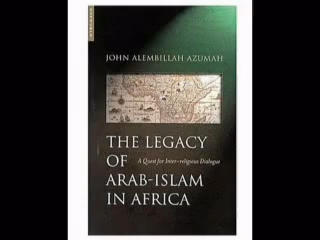 JOHN ALEMBILLAH AZUMAH
THE LEGACY
OF
A Quest for Inter-religious Dialogue
ARAB-ISLAM
IN AFRICA